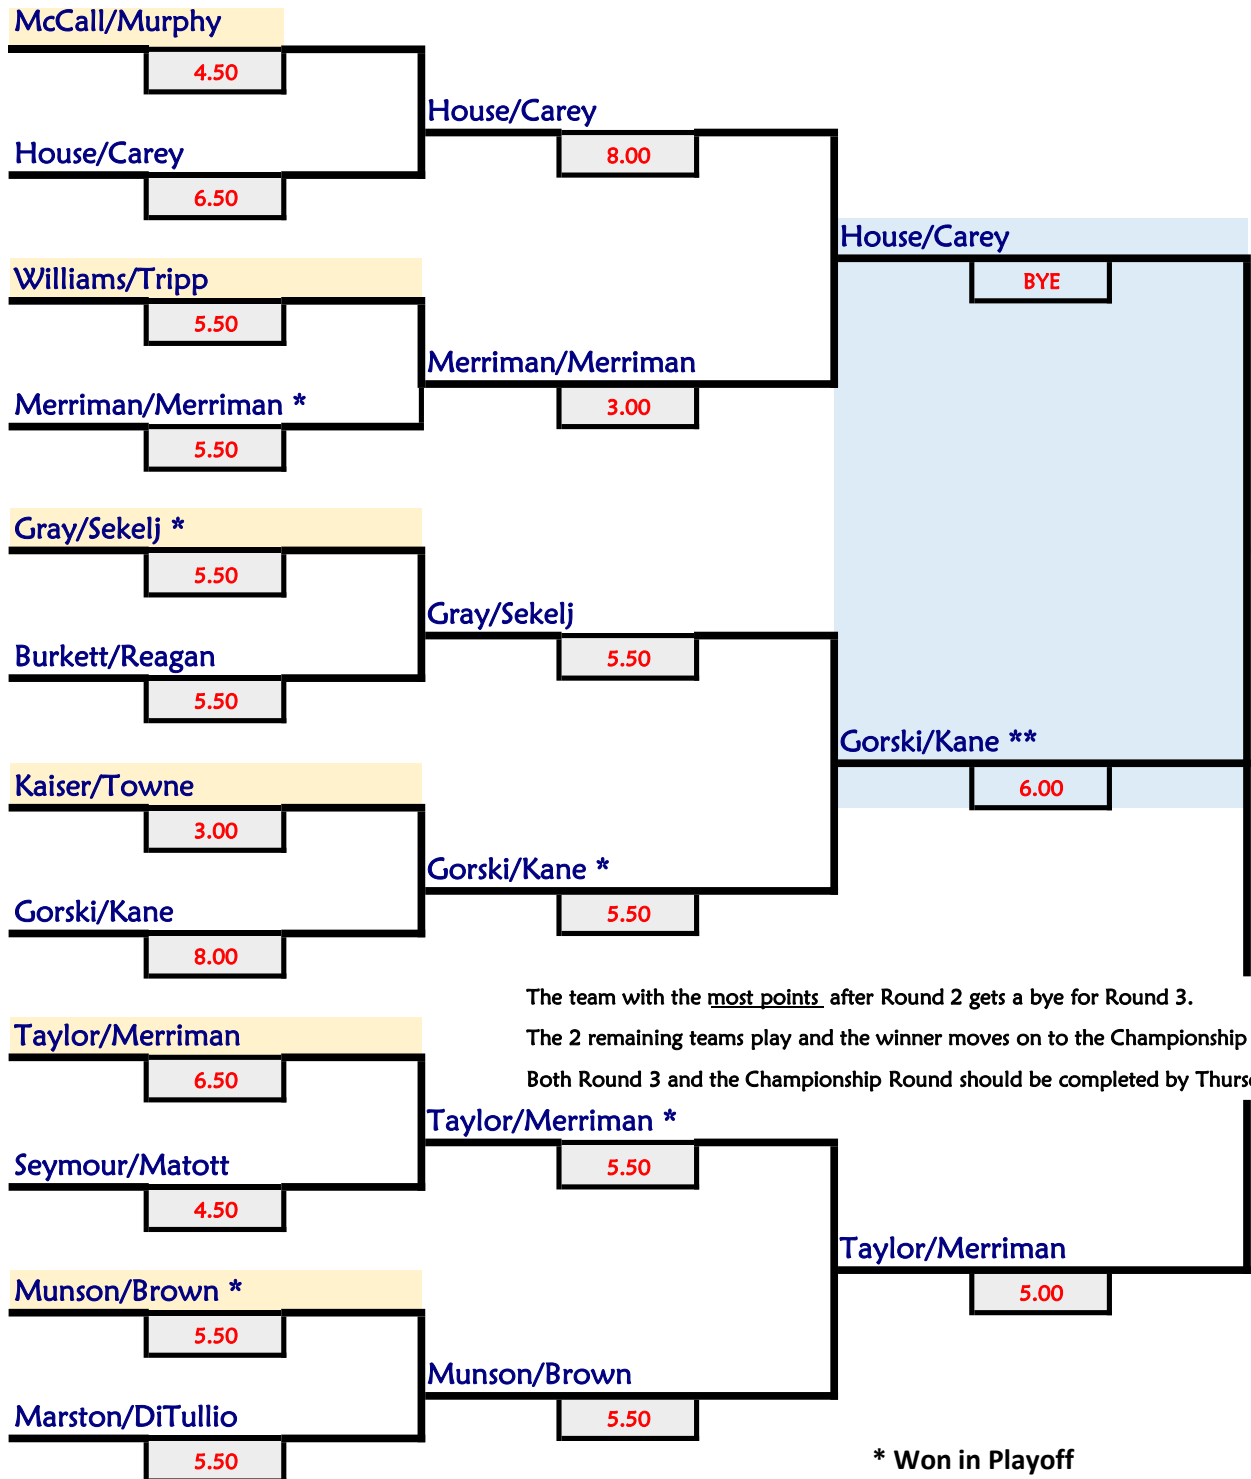 McCall/Murphy
4.50
House/Carey
6.50
Williams/Tripp
5.50
Merriman/Merriman *
5.50
Gray/Sekelj *
5.50
Burkett/Reagan
5.50
Kaiser/Towne
3.00
Gorski/Kane
8.00
Taylor/Merriman
6.50
Seymour/Matott
4.50
Munson/Brown *
5.50
Marston/DiTullio
5.50
House/Carey
8.00
Merriman/Merriman
3.00
Gray/Sekelj
5.50
Gorski/Kane *
5.50
Taylor/Merriman *
5.50
Munson/Brown
5.50
House/Carey
BYE
Gorski/Kane **
6.00
The team with the most points after Round 2 gets a bye for Round 3.
The 2 remaining teams play and the winner moves on to the Championship
Both Round 3 and the Championship Round should be completed by
Taylor/Merriman
5.00
* Won in Playoff